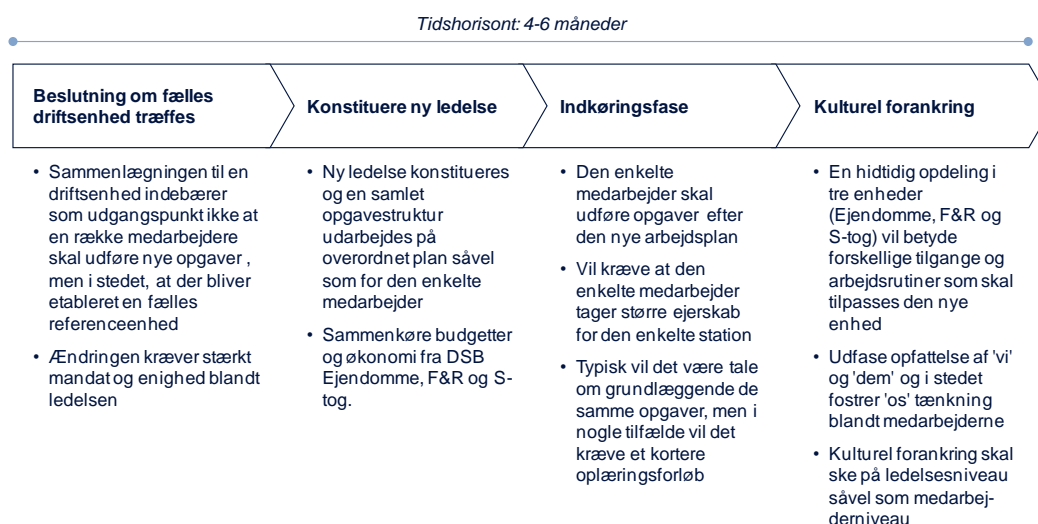 Tidshorisont: 4-6 måneder
Beslutning om fælles
driftsenhed træffes
Konstituere ny ledelse
Indkøringsfase
Kulturel forankring
• Sammenlægningen til en
driftsenhed indebærer
som udgangspunkt ikke at
en række medarbejdere
skal udføre nye opgaver ,
men i stedet, at der bliver
etableret en fælles
referenceenhed
• Ændringen kræver stærkt
mandat og enighed blandt
ledelsen
• Ny ledelse konstitueres
og en samlet
opgavestruktur
udarbejdes på
overordnet plan såvel
som for den enkelte
medarbejder
• Sammenkøre budgetter
og økonomi fra DSB
Ejendomme, F&R og S-
tog.
• Den enkelte
medarbejder skal
udføre opgaver efter
den nye arbejdsplan
• Vil kræve at den
enkelte medarbejder
tager større ejerskab
for den enkelte station
• Typisk vil det være tale
om grundlæggende de
samme opgaver, men i
nogle tilfælde vil det
kræve et kortere
oplæringsforløb
• En hidtidig opdeling i
tre enheder
(Ejendomme, F&R og
S-tog) vil betyde
forskellige tilgange og
arbejdsrutiner som skal
tilpasses den nye
enhed
• Udfase opfattelse af 'vi'
og 'dem' og i stedet
fostrer 'os' tænkning
blandt medarbejderne
• Kulturel forankring skal
ske på ledelsesniveau
såvel som medarbej-
derniveau